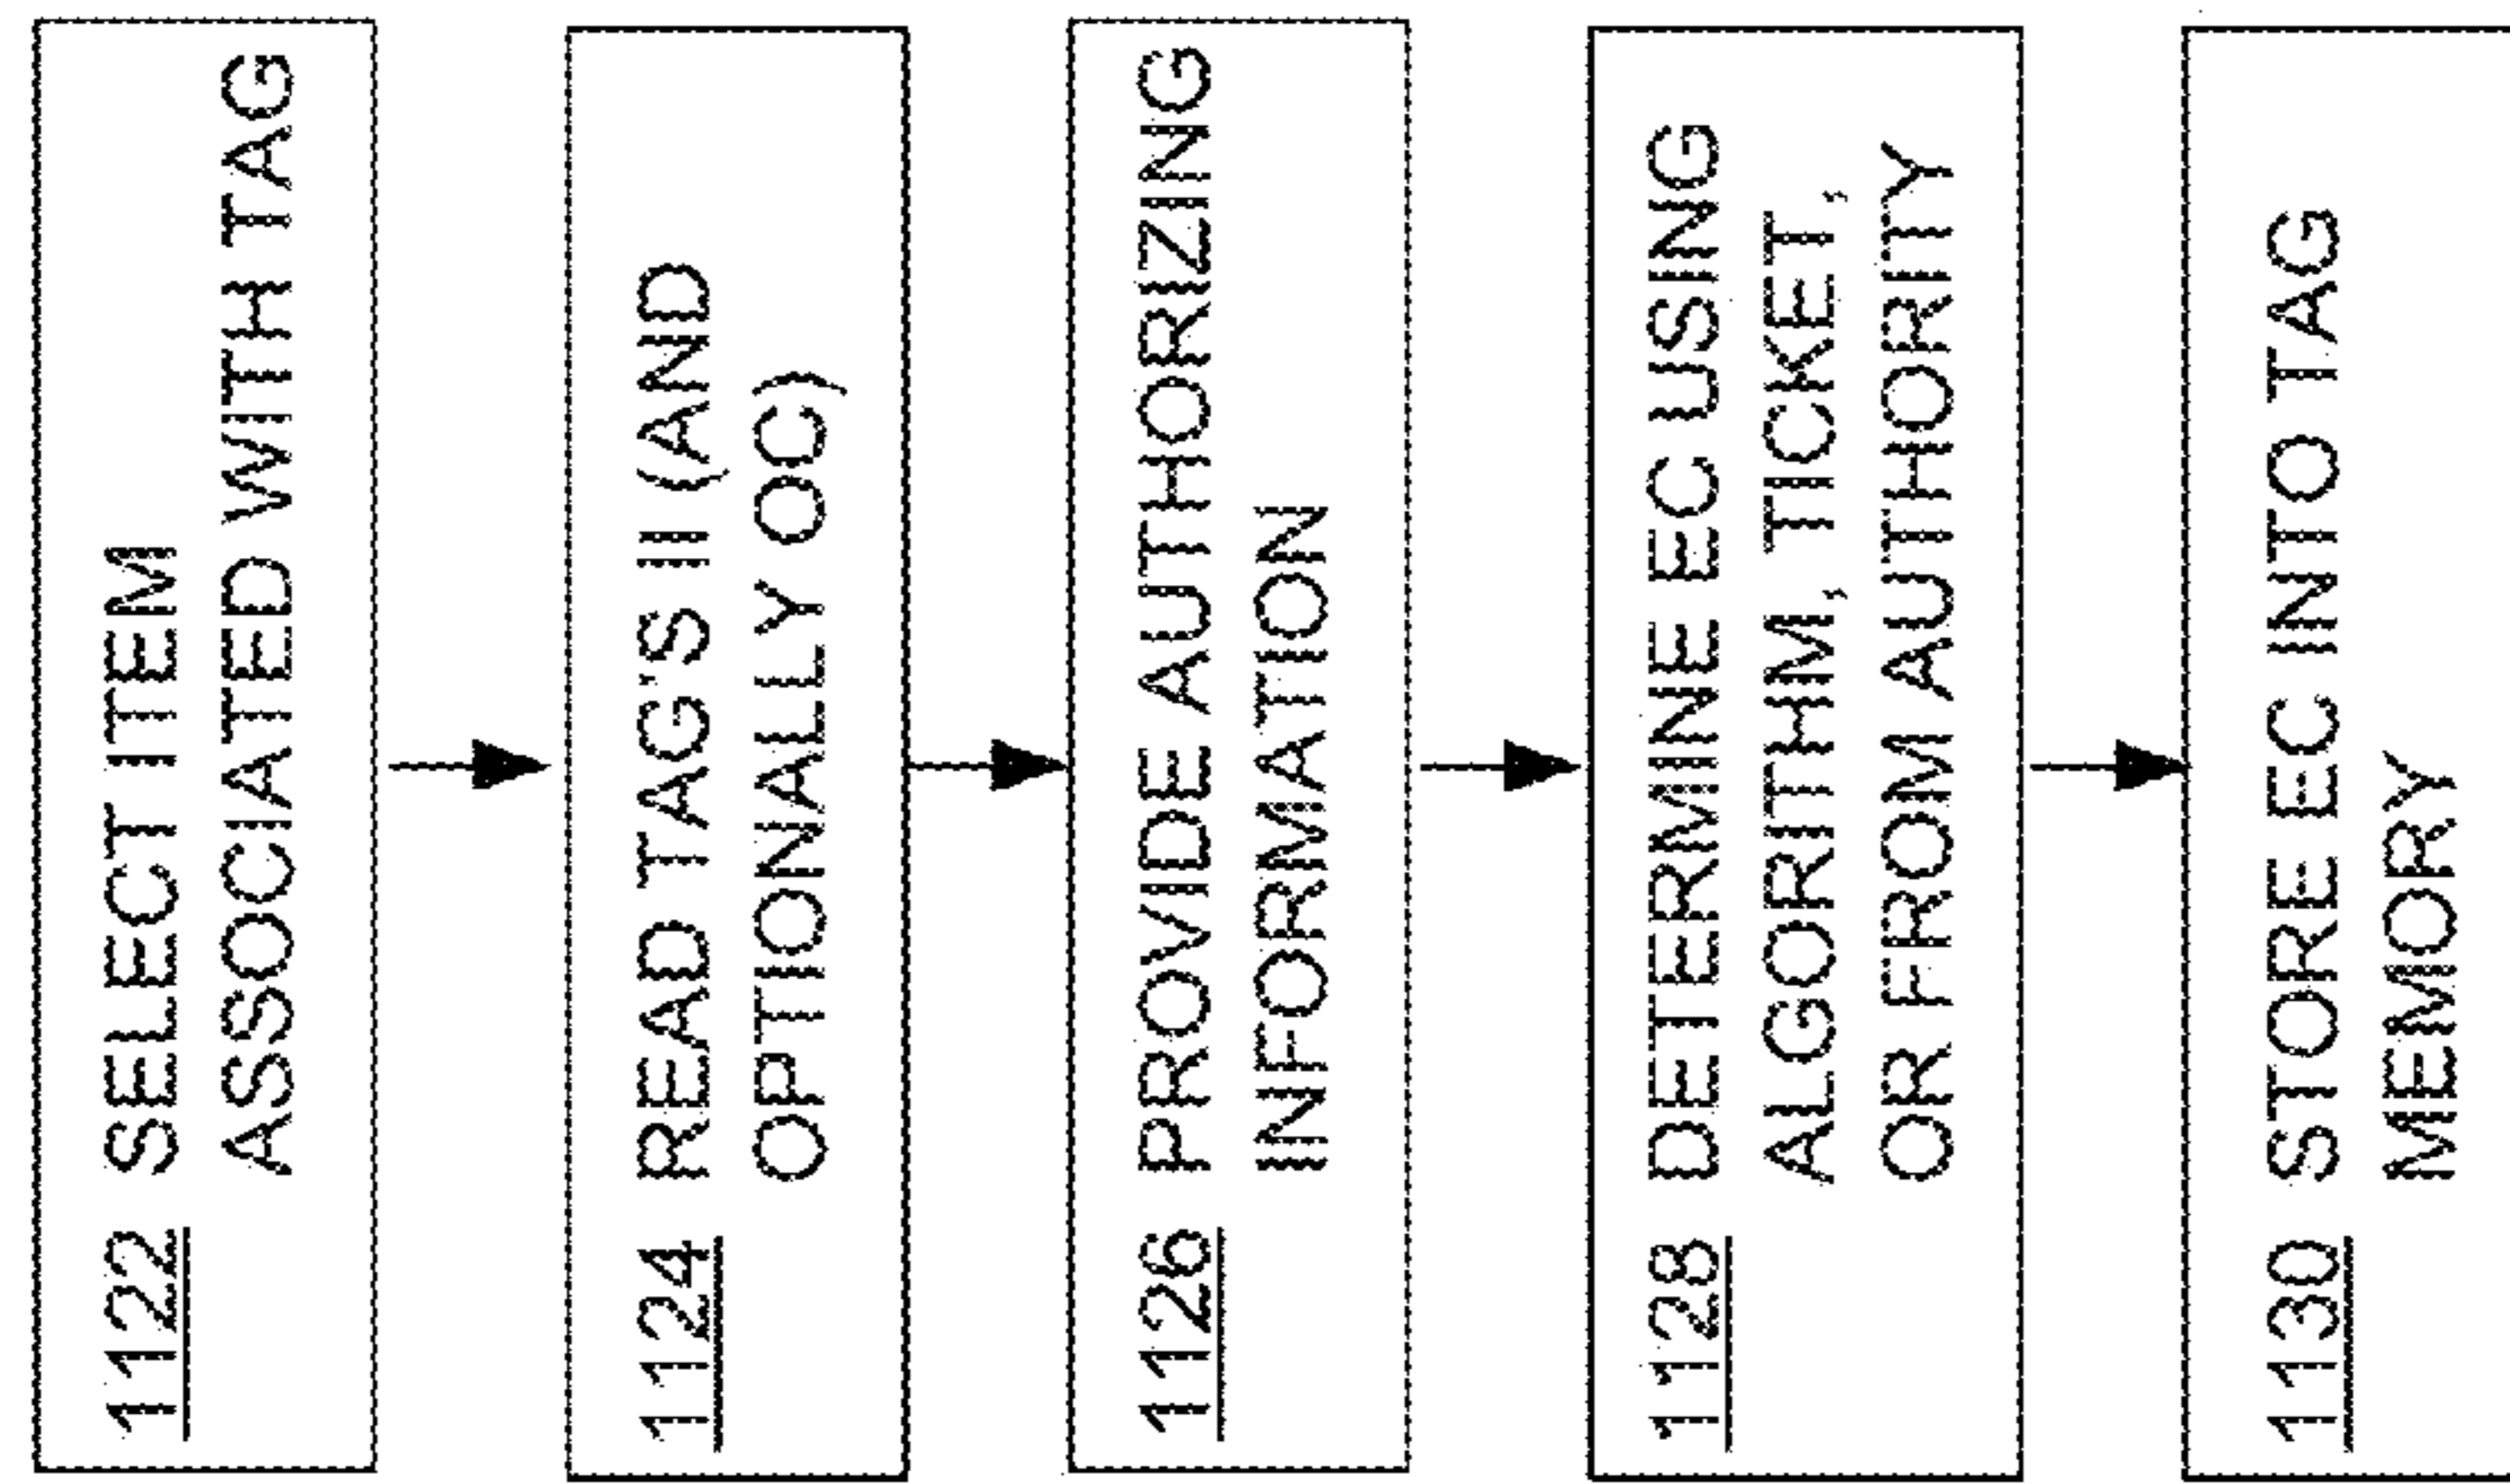 1122 SELECT ITEM
ASSOCIATED WITH TAG
1124 READ TAG'S II (AND
OPTIONALLY OC)
1126 PROVIDE AUTHORIZING
INFORMATION
1128 DETERMINE EC USING
ALGORITHM, TICKET,
OR FROM AUTHORITY
1130 STORE EC INTO TAG
MEMORY